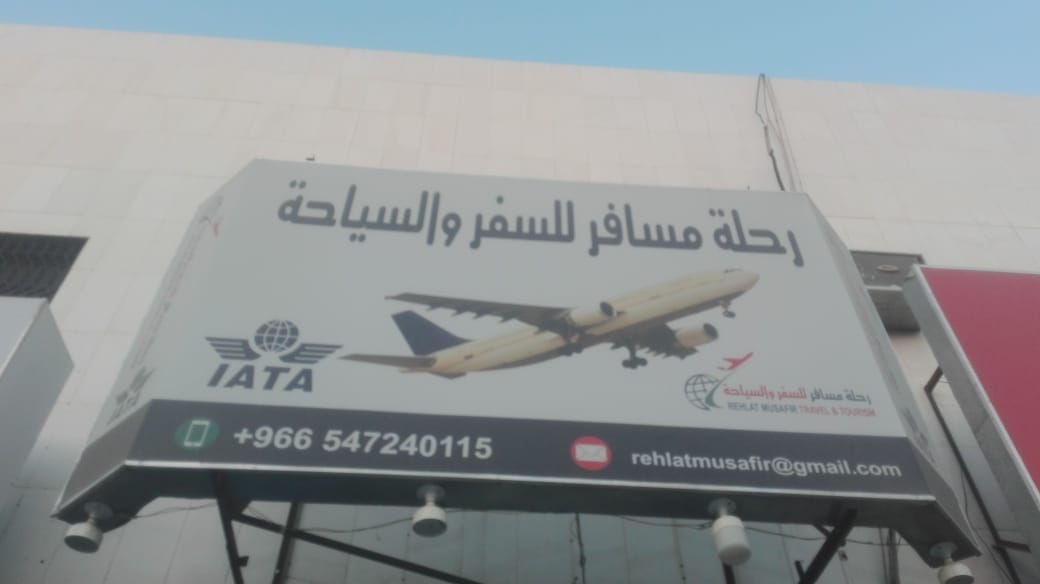 رحلة مسافر للسفر والسياحة
IATA
رحلة مسافر للسفر والسياحة
REHLAT MUSAFIR TRAVEL & TOURISM
+966 547240115
rehlatmusafir@gmail.com